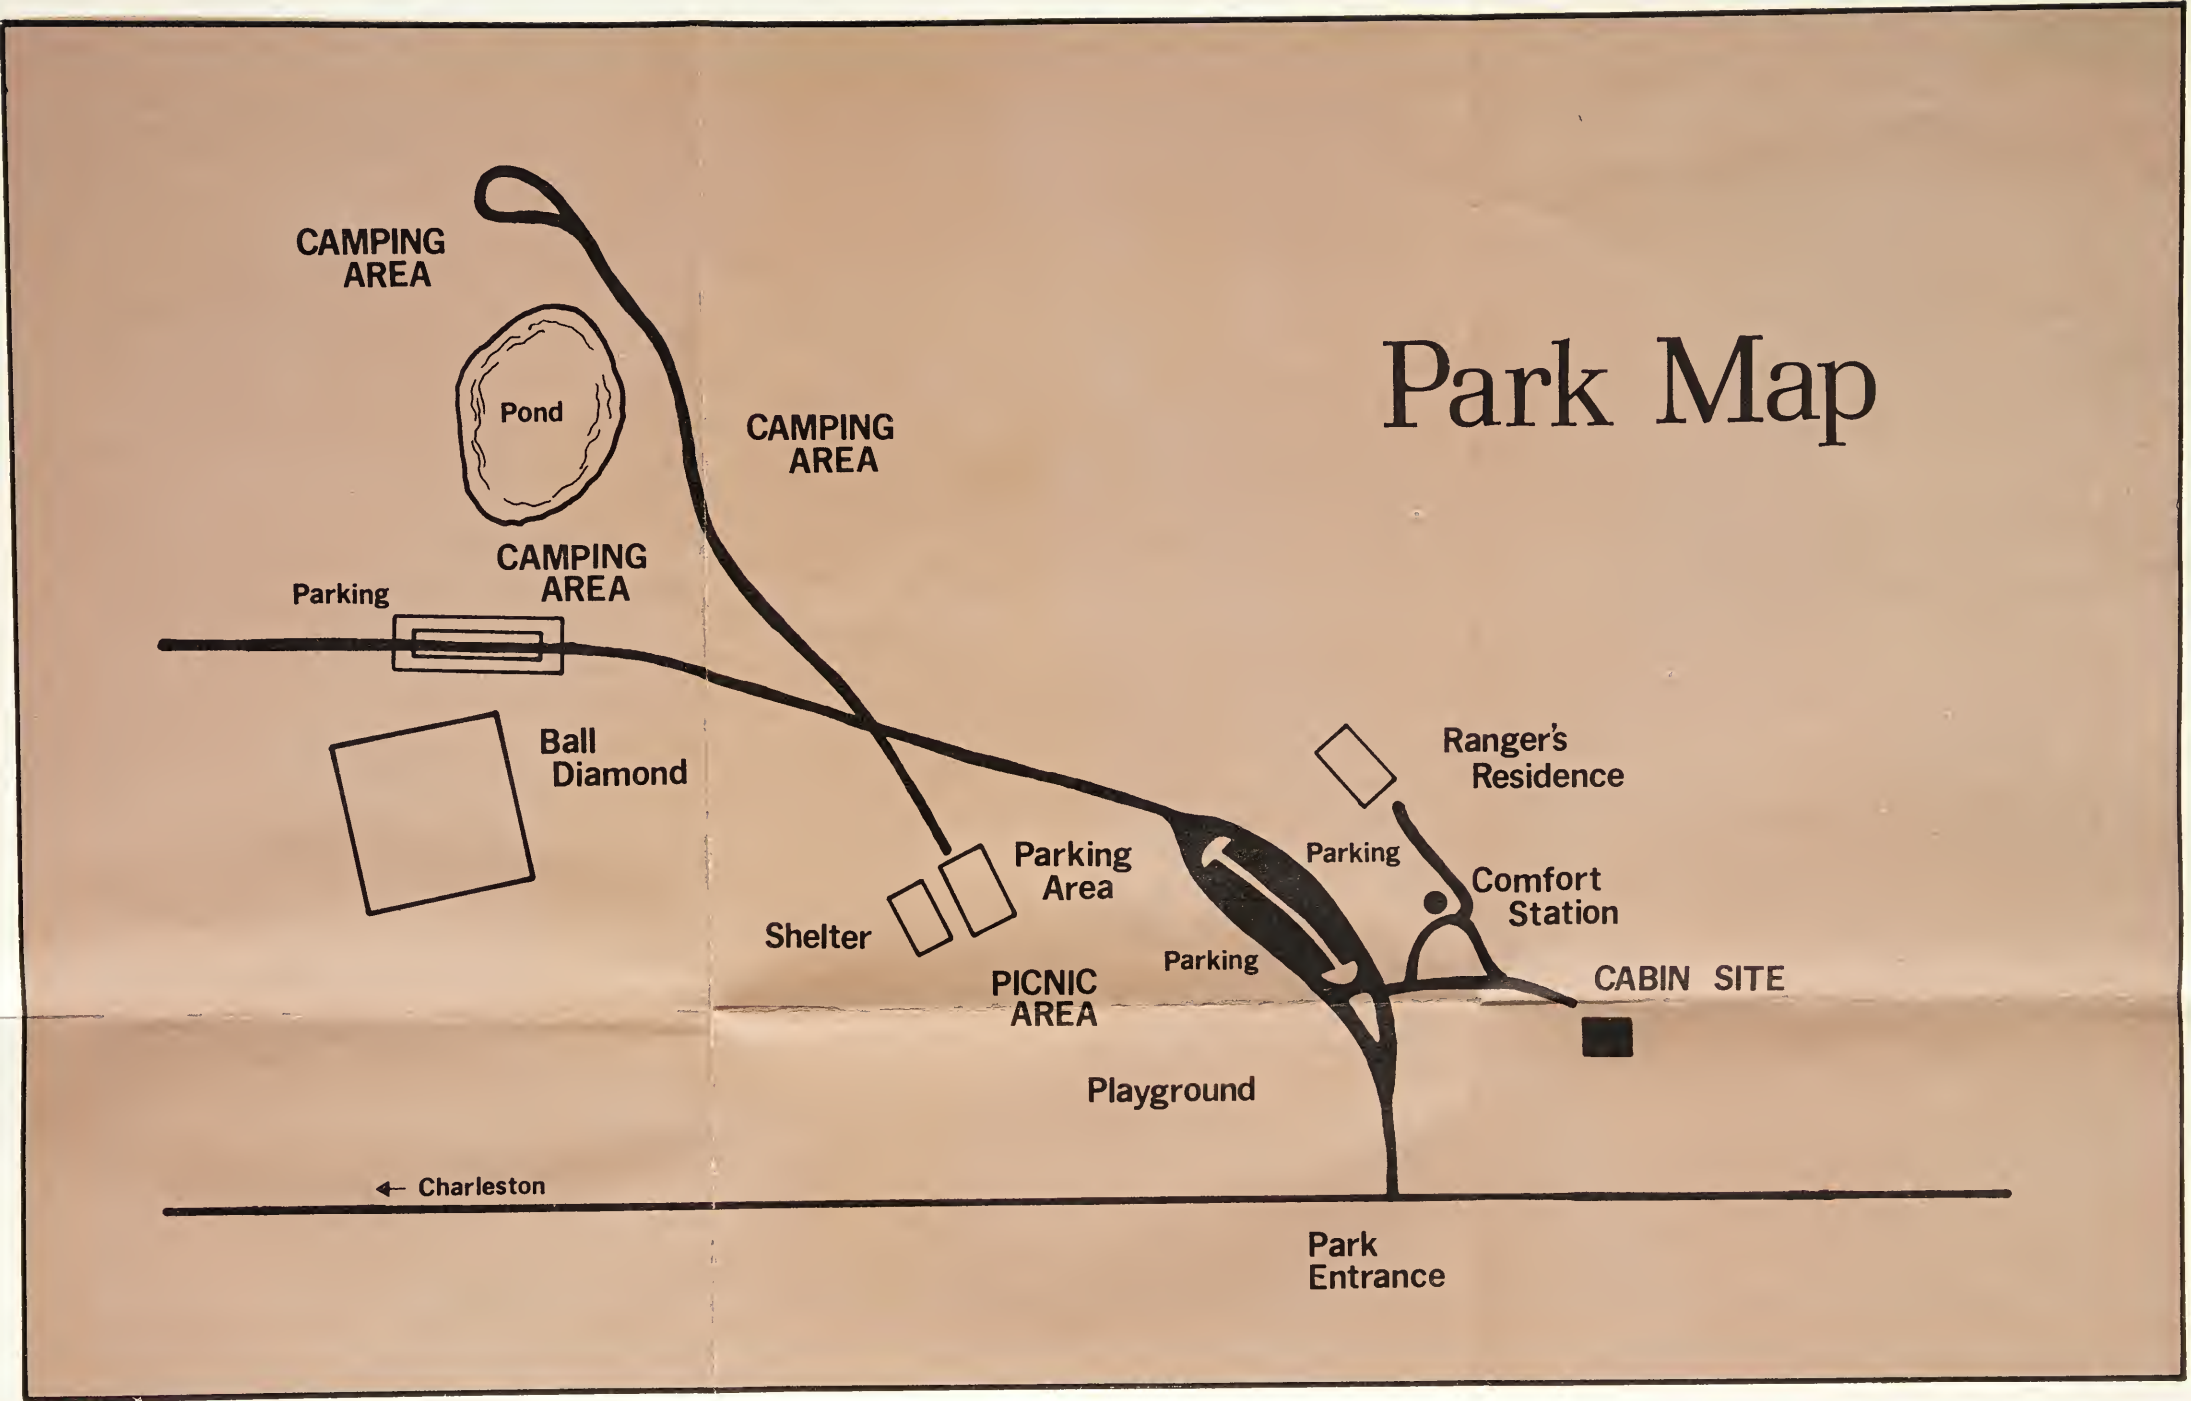 CAMPING
AREA
Pond
CAMPING
AREA
Park Map
CAMPING
AREA
Parking
Ball
Diamond
Ranger's
Residence
Parking
Area
Parking
Comfort
Station
Shelter
Parking
PICNIC
AREA
CABIN SITE
Playground
← Charleston
Park
Entrance